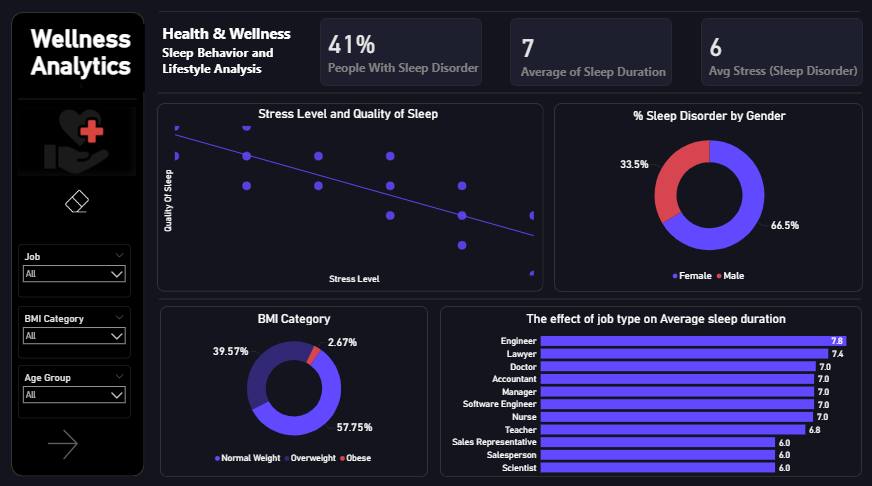 Wellness
Analytics
Job
All
BMI Category
All
Age Group
All
Health & Wellness
Sleep Behavior and
Lifestyle Analysis
41%
People With Sleep Disorder
7
Average of Sleep Duration
6
Avg Stress (Sleep Disorder)
Stress Level and Quality of Sleep
Quality Of Sleep
Stress Level
% Sleep Disorder by Gender
33.5%
66.5%
Female Male
BMI Category
39.57%
2.67%
57.75%
Normal Weight Overweight Obese
The effect of job type on Average sleep duration
Engineer 7.8
Lawyer 7.4
Doctor 7.0
Accountant 7.0
Manager 7.0
Software Engineer 7.0
Nurse 7.0
Teacher 6.8
Sales Representative 6.0
Salesperson 6.0
Scientist 6.0